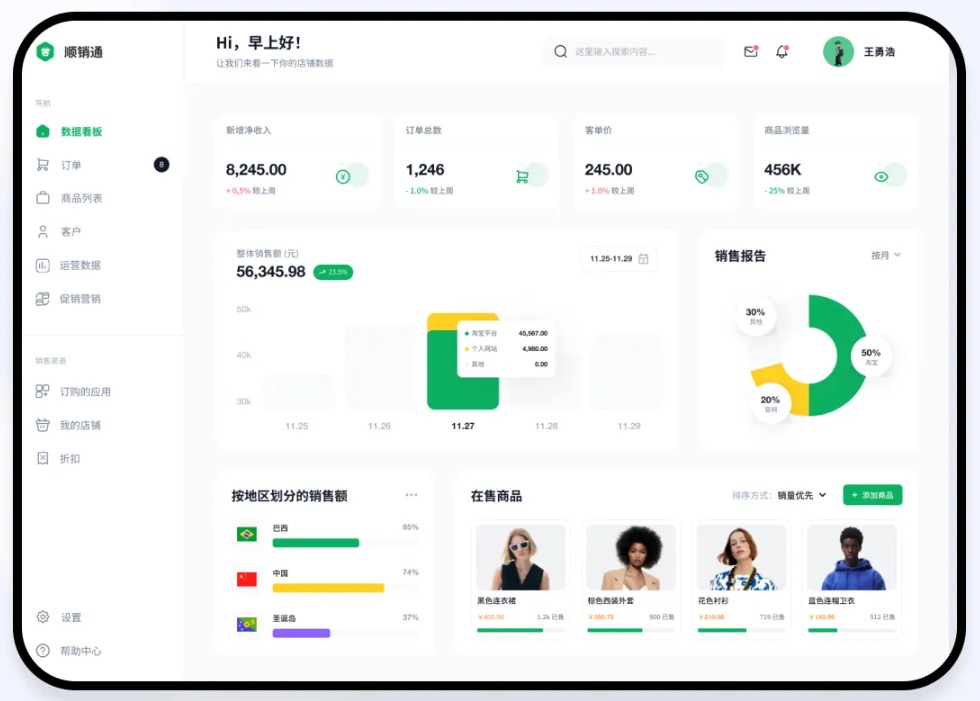 顺销通
Hi，早上好！
让我们来看一下你的店铺数据
这里输入搜索内容...
王勇浩
导航
数据看板
订单
8
商品列表
客户
运营数据
促销营销
销售渠道
订购的应用
我的店铺
折扣
设置
帮助中心
新增净收入
8,245.00
+ 0,5% 较上周
订单总数
1,246
- 1.0% 较上周
客单价
245.00
+ 1.0% 较上周
商品浏览量
456K
- 25% 较上周
整体销售额 (元)
56,345.98
23.5%
11.25-11.29
50k
40k
30k
淘宝平台 45,567.00
个人网站 4,980.00
其他 0.00
11.25
11.26
11.27
11.28
11.29
销售报告
按月
30%
其他
50%
淘宝
20%
官网
按地区划分的销售额
巴西 65%
中国 74%
圣诞岛 37%
在售商品
排序方式：销量优先
+ 添加商品
黑色连衣裙
1.2k 已售
棕色西装外套
900 已售
花色衬衫
¥210.98 719 已售
蓝色连帽卫衣
¥140.99 512 已售